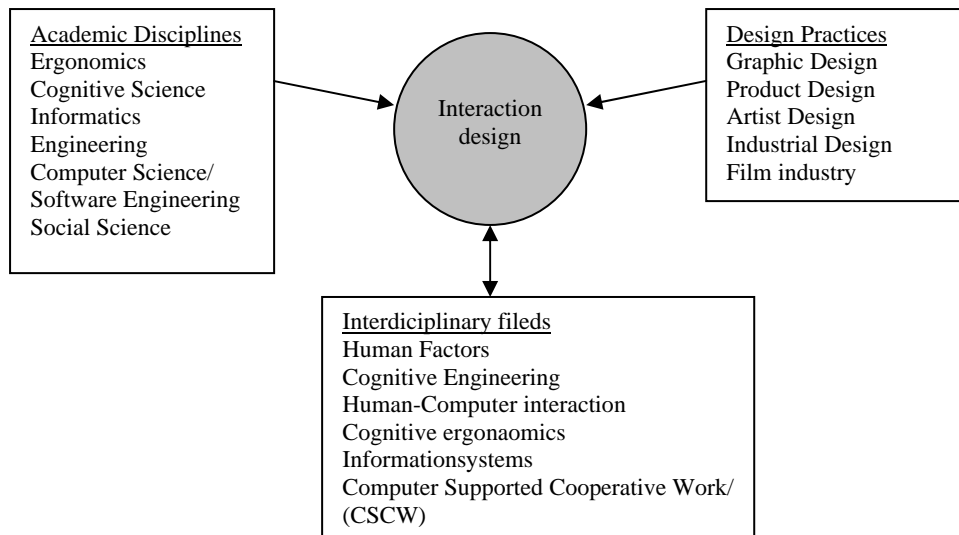 Academic Disciplines
Ergonomics
Cognitive Science
Informatics
Engineering
Computer Science/
Software Engineering
Social Science
Interaction
design
Design Practices
Graphic Design
Product Design
Artist Design
Industrial Design
Film industry
Interdiciplinary fileds
Human Factors
Cognitive Engineering
Human-Computer interaction
Cognitive ergonaomics
Informationsystems
Computer Supported Cooperative Work/
(CSCW)